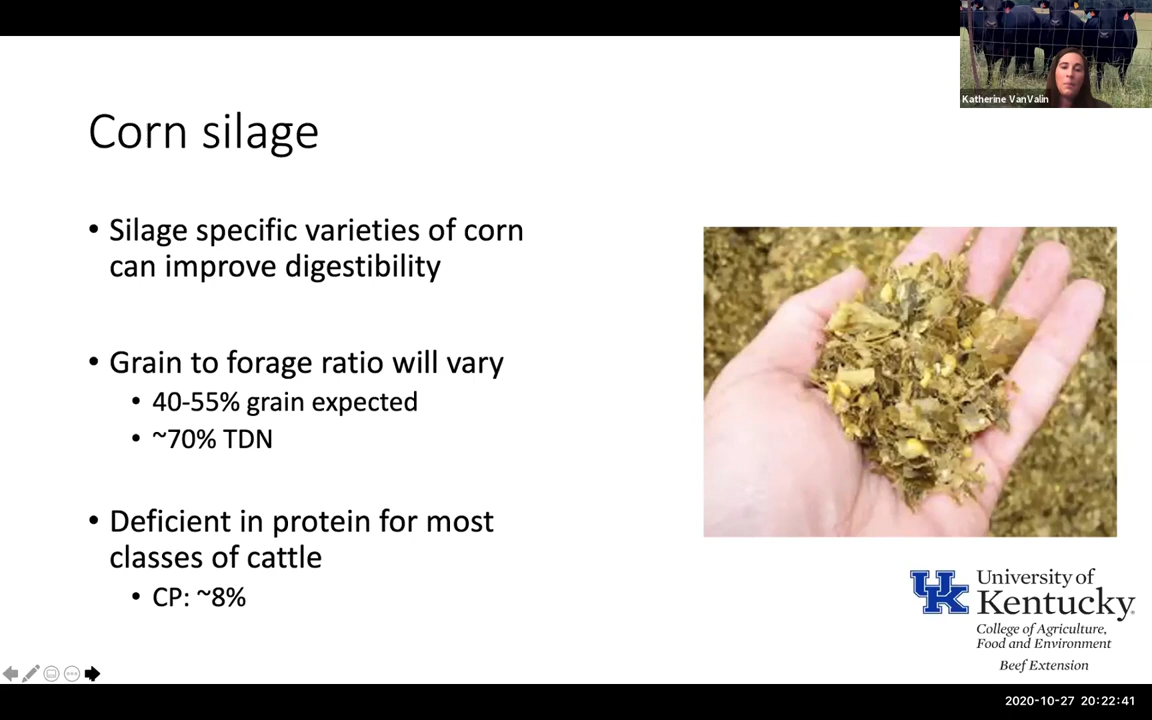 Katherine VanValin
Corn silage
• Silage specific varieties of corn
can improve digestibility
• Grain to forage ratio will vary
• 40-55% grain expected
• ~70% TDN
• Deficient in protein for most
classes of cattle
• CP: ~8%
UK
University of
Kentucky®
College of Agriculture,
Food and Environment
Beef Extension
2020-10-27 20:22:41